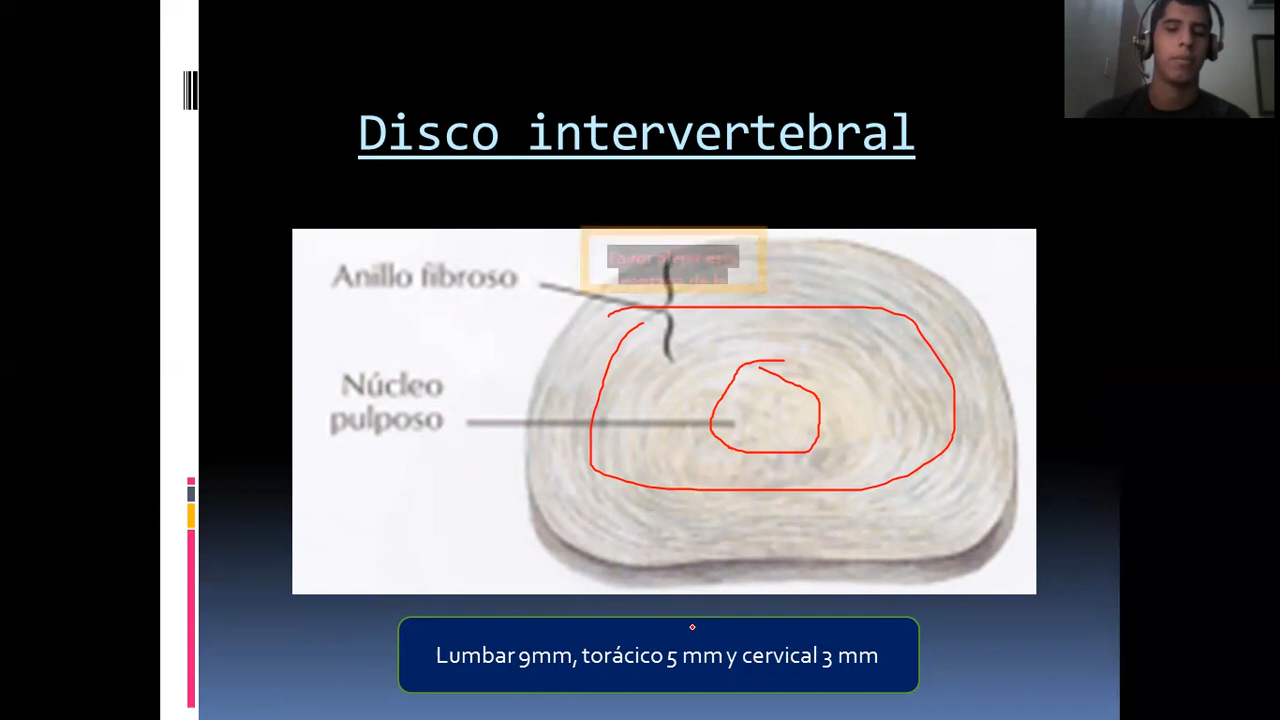 Disco intervertebral
Anillo fibroso
Núcleo
pulposo
Lumbar 9mm, torácico 5 mm y cervical 3 mm